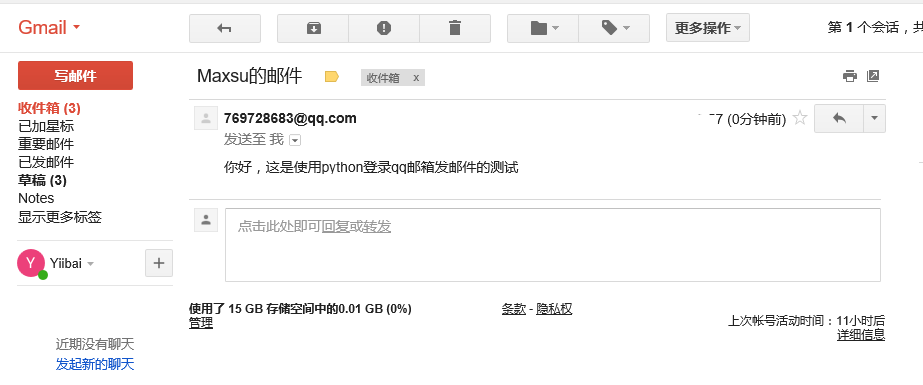 Gmail
更多操作
第 1 个会话，共
写邮件
Maxsu的邮件
收件箱 x
收件箱 (3)
已加星标
重要邮件
已发邮件
草稿 (3)
Notes
显示更多标签
Y Yiibai
近期没有聊天
发起新的聊天
769728683@qq.com
(0分钟前)
发送至 我
你好，这是使用python登录qq邮箱发邮件的测试
点击此处即可回复或转发
使用了 15 GB 存储空间中的0.01 GB (0%)
管理
条款 - 隐私权
上次帐号活动时间：11小时后
详细信息